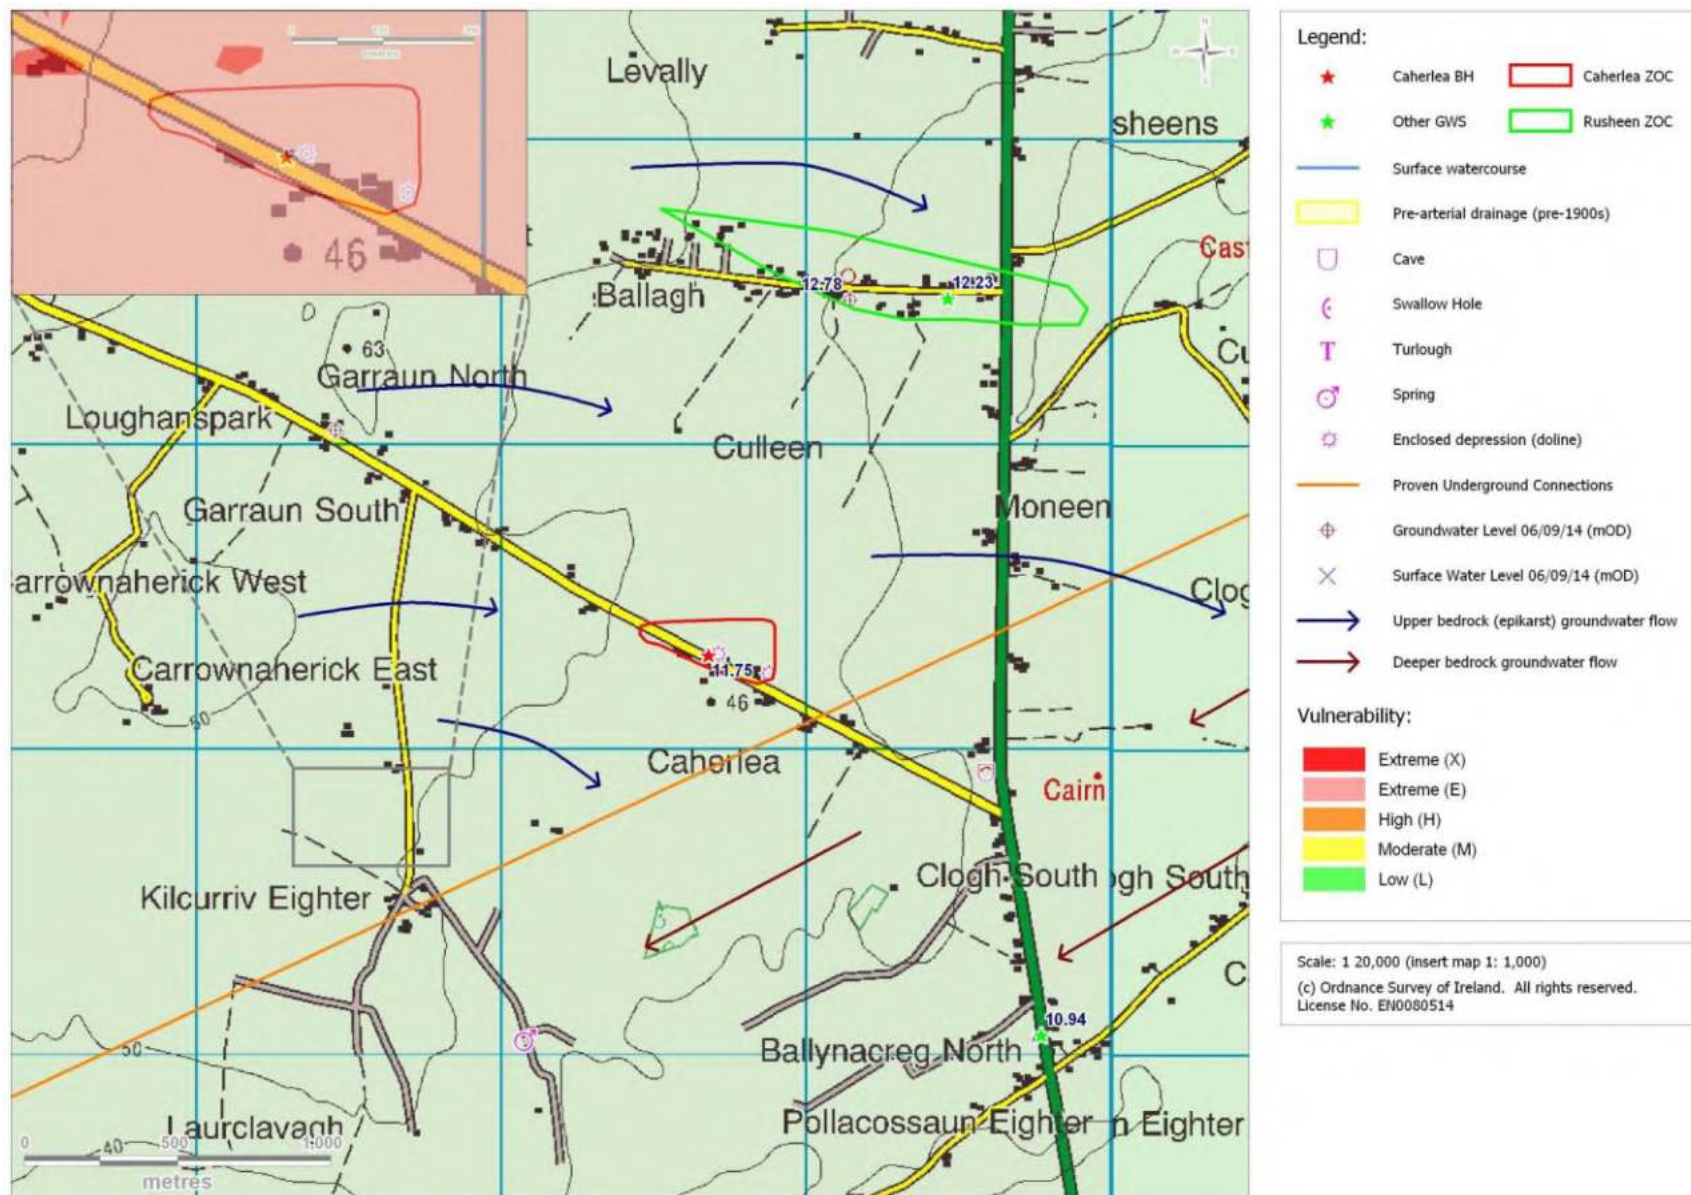 Levally
sheens
46
Cast
12.78
12.23
Ballagh
63
Garraun North
Loughanspark
Culleen
Garraun South
Moneen
arrownaherick West
Clog
Carrownaherick East
11.75
46
50
Caherlea
Cairn
Kilcurriv Eighter
Clogh South
ogh South
10.94
Ballynacreg North
50
Pollacossaun Eighter
n Eighter
Laurclavagh
40
0 500 1,000
metres
Legend:
Caherlea BH
Caherlea ZOC
Other GWS
Rusheen ZOC
Surface watercourse
Pre-arterial drainage (pre-1900s)
Cave
Swallow Hole
Turlough
Spring
Enclosed depression (doline)
Proven Underground Connections
Groundwater Level 06/09/14 (mOD)
Surface Water Level 06/09/14 (mOD)
Upper bedrock (epikarst) groundwater flow
Deeper bedrock groundwater flow
Vulnerability:
Extreme (X)
Extreme (E)
High (H)
Moderate (M)
Low (L)
Scale: 1 20,000 (insert map 1: 1,000)
(c) Ordnance Survey of Ireland. All rights reserved.
License No. EN0080514